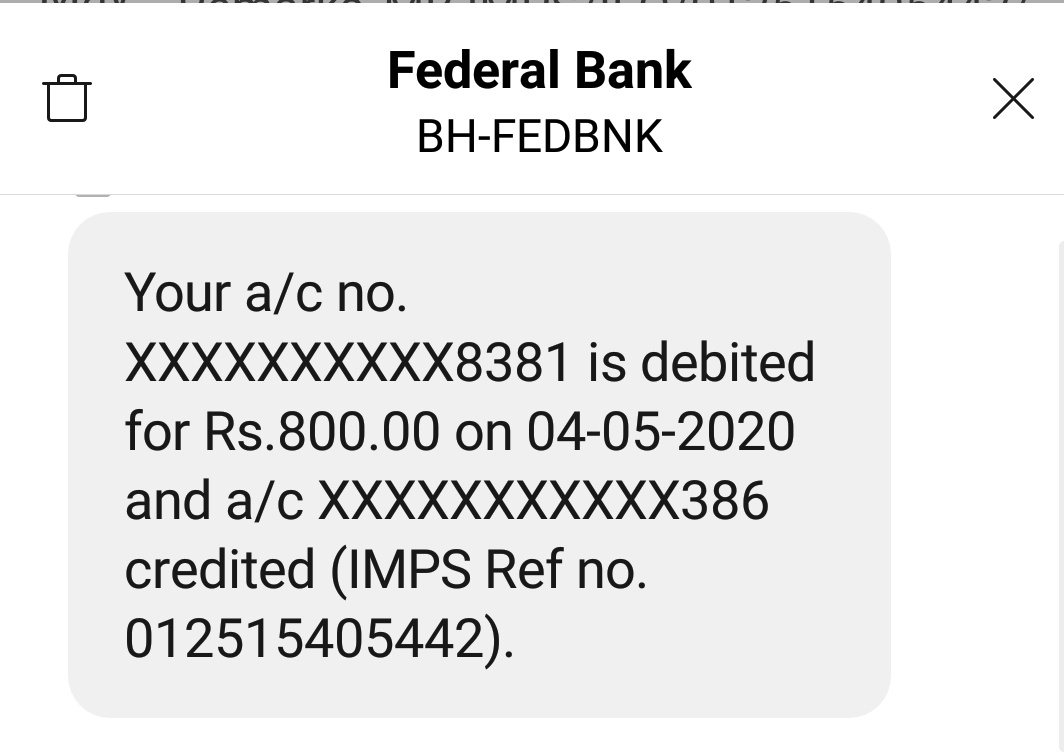 Federal Bank
BH-FEDBNK
Your a/c no.
XXXXXXXXXX8381 is debited
for Rs.800.00 on 04-05-2020
and a/c XXXXXXXXXXX386
credited (IMPS Ref no.
012515405442).